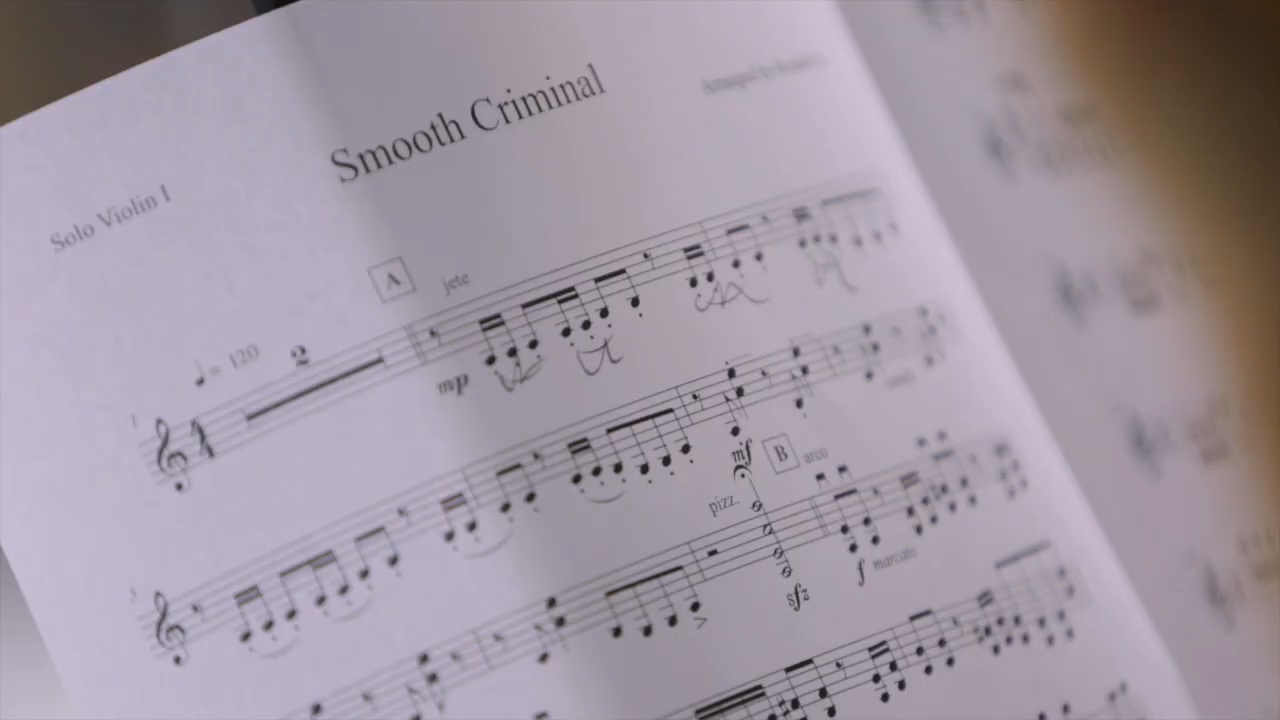 Smooth Criminal
Solo Violin I
A jete
♩ = 120 2
mp
mf
B arco
pizz.
f marcato
sfz